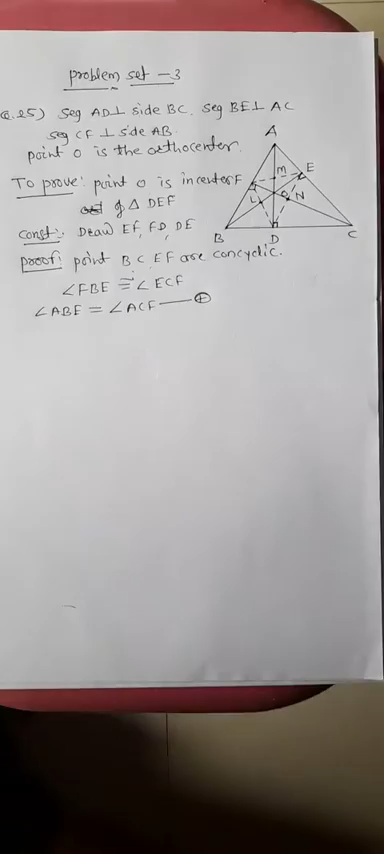 problem set -3
Q.25) seg AD⊥ side BC. seg BE⊥ AC
seg CF ⊥ side AB.
point O is the orthocenter.
To prove: point O is incenter
of △ DEF
const:. Draw EF, FD, DE
proof: point B C, EF are concyclic.
∠FBE ≅ ∠ECF
∠ABE = ∠ACF —
A
M
E
F
L
O
N
B
D
C